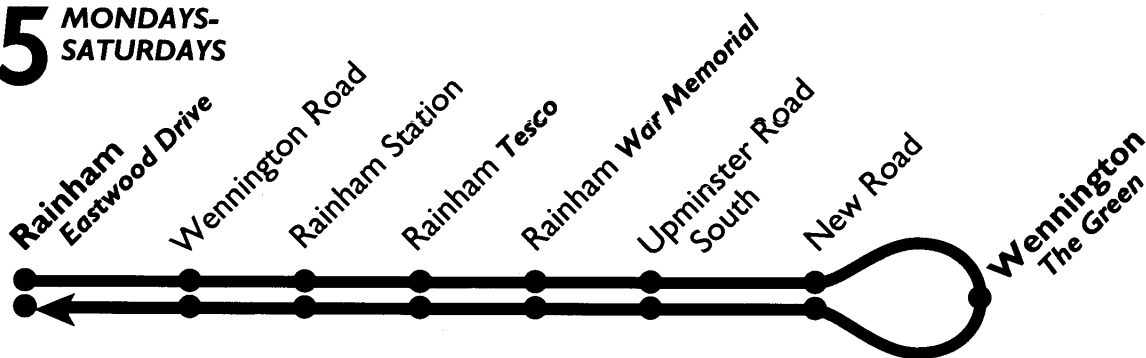 5 MONDAYS-
SATURDAYS
Rainham
Eastwood Drive
Wennington Road
Rainham Station
Rainham Tesco
Rainham War Memorial
Upminster Road
South
New Road
Wennington
The Green